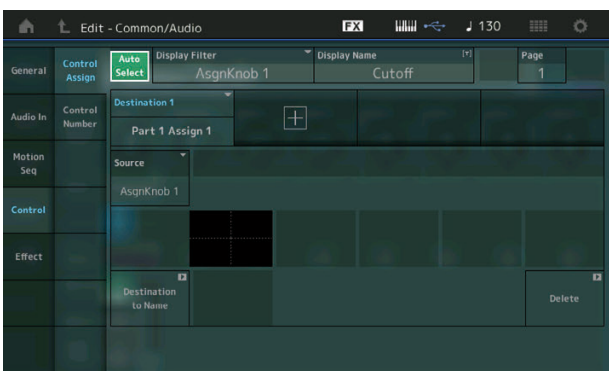 Edit - Common/Audio
FX
130
General
Control
Assign
Auto
Select
Display Filter
AsgnKnob 1
Display Name
[T]
Cutoff
Page
1
Audio In
Control
Number
Destination 1
Part 1 Assign 1
Motion
Seq
Source
AsgnKnob 1
Control
Effect
Destination
to Name
Delete